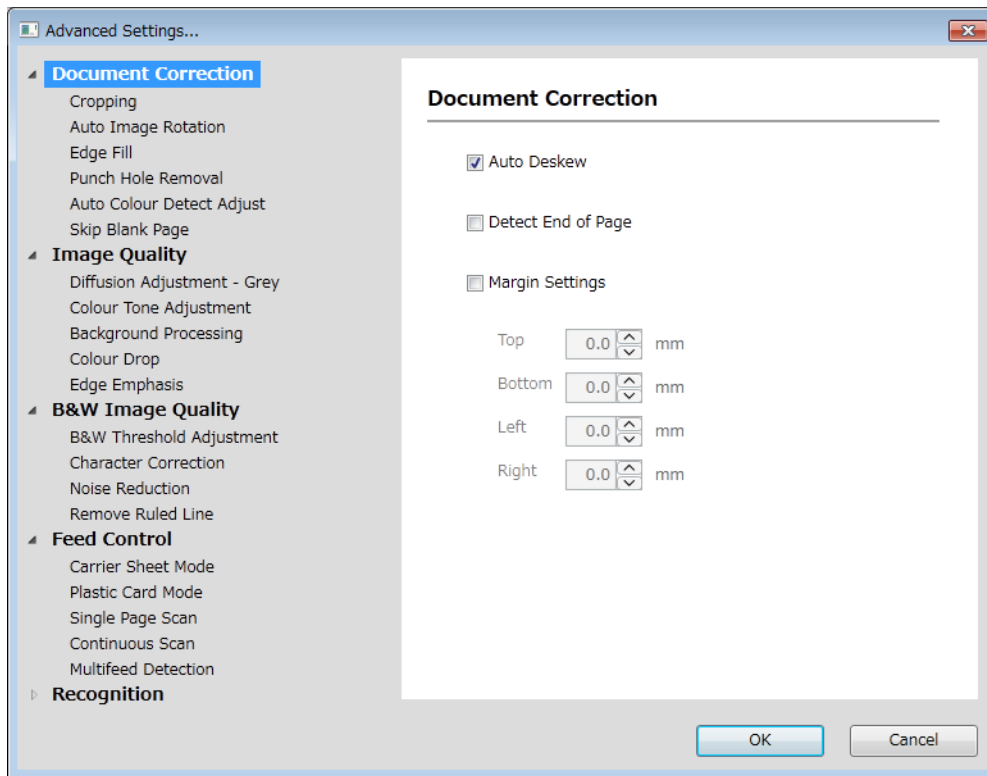 Advanced Settings...
Document Correction
Cropping
Auto Image Rotation
Edge Fill
Punch Hole Removal
Auto Colour Detect Adjust
Skip Blank Page
Image Quality
Diffusion Adjustment - Grey
Colour Tone Adjustment
Background Processing
Colour Drop
Edge Emphasis
B&W Image Quality
B&W Threshold Adjustment
Character Correction
Noise Reduction
Remove Ruled Line
Feed Control
Carrier Sheet Mode
Plastic Card Mode
Single Page Scan
Continuous Scan
Multifeed Detection
Recognition
Document Correction
Auto Deskew
Detect End of Page
Margin Settings
Top 0.0 mm
Bottom 0.0 mm
Left 0.0 mm
Right 0.0 mm
OK Cancel